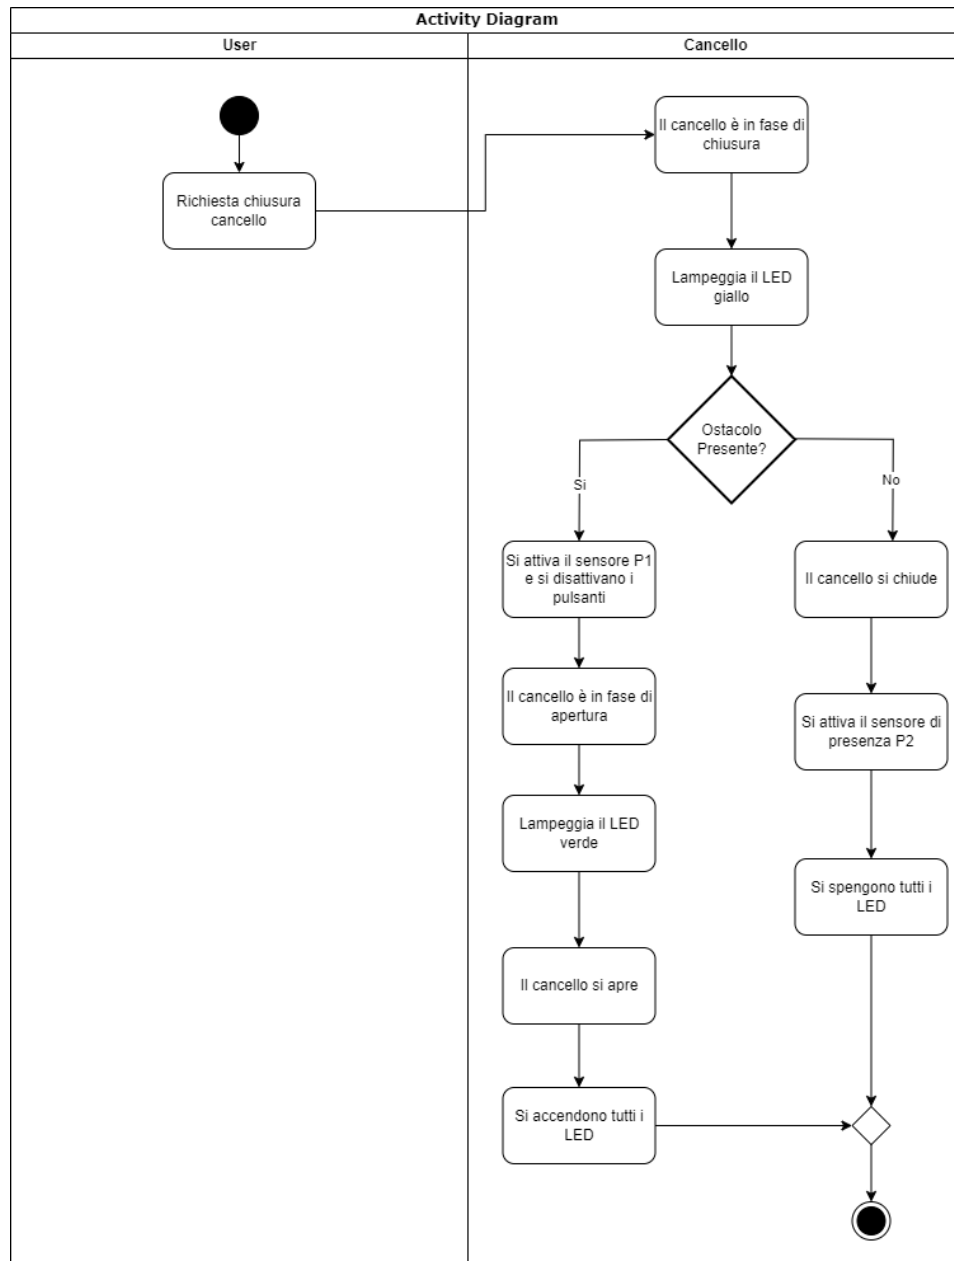 Activity Diagram
User
Cancello
Richiesta chiusura
cancello
Il cancello è in fase di
chiusura
Lampeggia il LED
giallo
Ostacolo
Presente?
Si
No
Si attiva il sensore P1
e si disattivano i
pulsanti
Il cancello si chiude
Il cancello è in fase di
apertura
Si attiva il sensore di
presenza P2
Lampeggia il LED
verde
Si spengono tutti i
LED
Il cancello si apre
Si accendono tutti i
LED